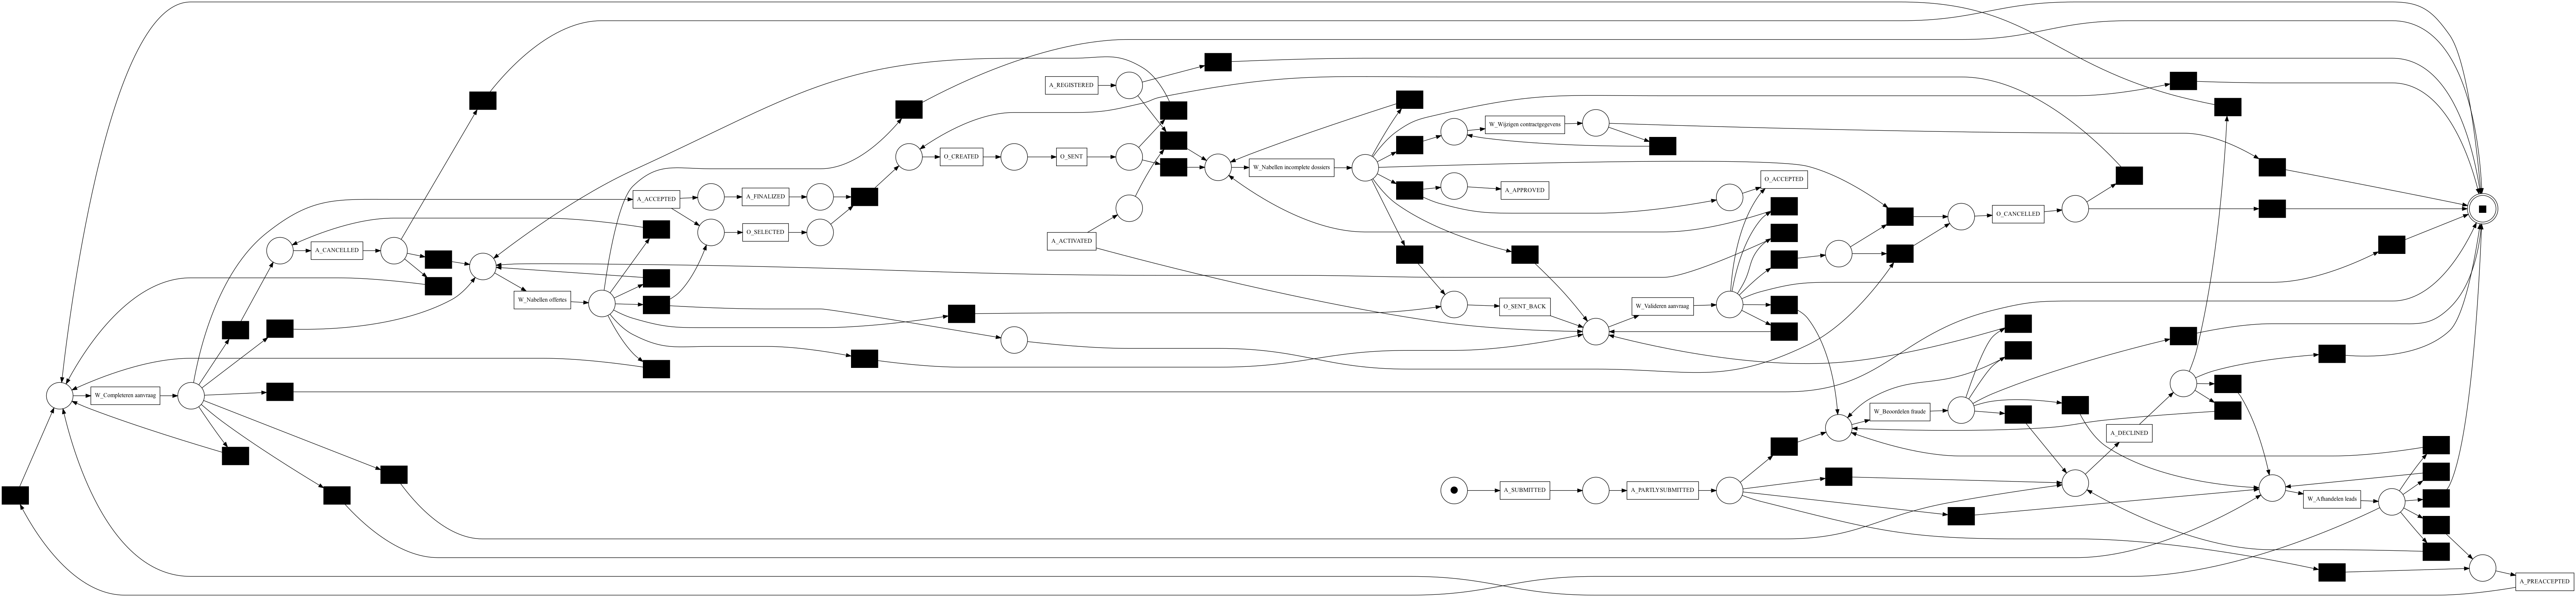 A_REGISTERED
W_Wijzigen contractgegevens
O_CREATED
O_SENT
W_Nabellen incomplete dossiers
O_ACCEPTED
A_ACCEPTED
A_FINALIZED
A_APPROVED
O_CANCELLED
O_SELECTED
A_ACTIVATED
A_CANCELLED
W_Nabellen offertes
O_SENT_BACK
W_Valideren aanvraag
W_Completeren aanvraag
W_Beoordelen fraude
A_DECLINED
A_SUBMITTED
A_PARTLYSUBMITTED
W_Afhandelen leads
A_PREACCEPTED